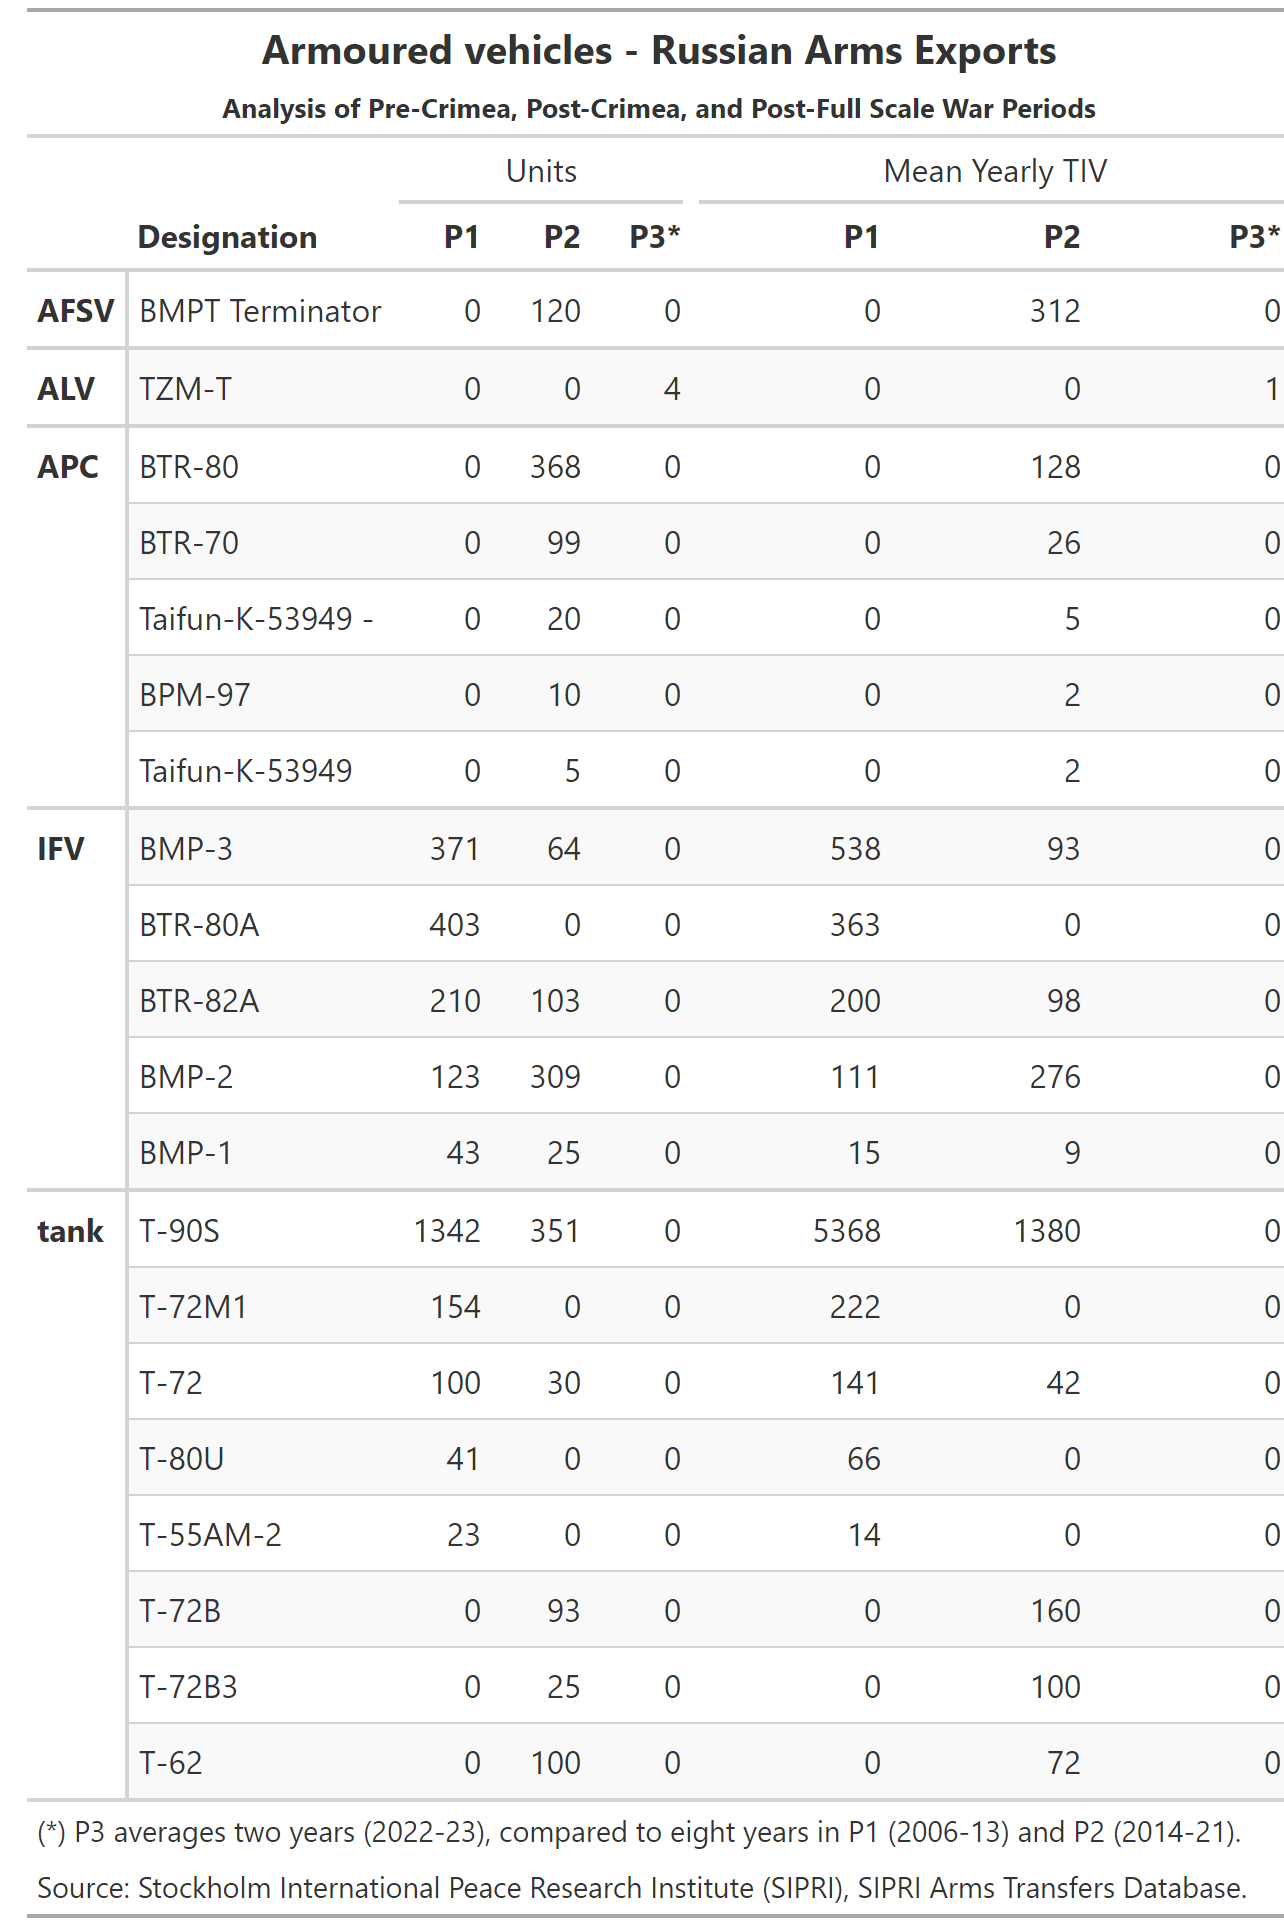 Armoured vehicles - Russian Arms Exports
Analysis of Pre-Crimea, Post-Crimea, and Post-Full Scale War Periods
Units Mean Yearly TIV
Designation P1 P2 P3* P1 P2 P3*
AFSV BMPT Terminator 0 120 0 0 312 0
ALV TZM-T 0 0 4 0 0 1
APC BTR-80 0 368 0 0 128 0
BTR-70 0 99 0 0 26 0
Taifun-K-53949 - 0 20 0 0 5 0
BPM-97 0 10 0 0 2 0
Taifun-K-53949 0 5 0 0 2 0
IFV BMP-3 371 64 0 538 93 0
BTR-80A 403 0 0 363 0 0
BTR-82A 210 103 0 200 98 0
BMP-2 123 309 0 111 276 0
BMP-1 43 25 0 15 9 0
tank T-90S 1342 351 0 5368 1380 0
T-72M1 154 0 0 222 0 0
T-72 100 30 0 141 42 0
T-80U 41 0 0 66 0 0
T-55AM-2 23 0 0 14 0 0
T-72B 0 93 0 0 160 0
T-72B3 0 25 0 0 100 0
T-62 0 100 0 0 72 0
(*) P3 averages two years (2022-23), compared to eight years in P1 (2006-13) and P2 (2014-21).
Source: Stockholm International Peace Research Institute (SIPRI), SIPRI Arms Transfers Database.